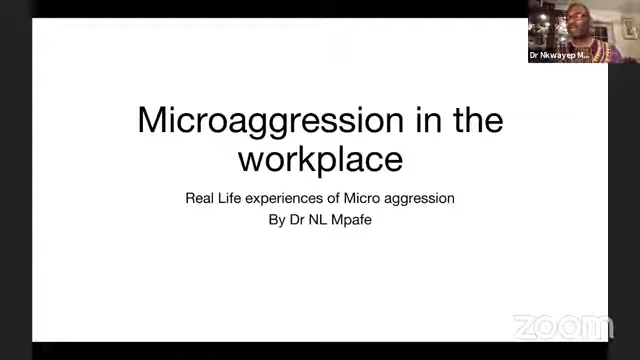 Dr Nkwayep M...
Microaggression in the
workplace
Real Life experiences of Micro aggression
By Dr NL Mpafe
zoom